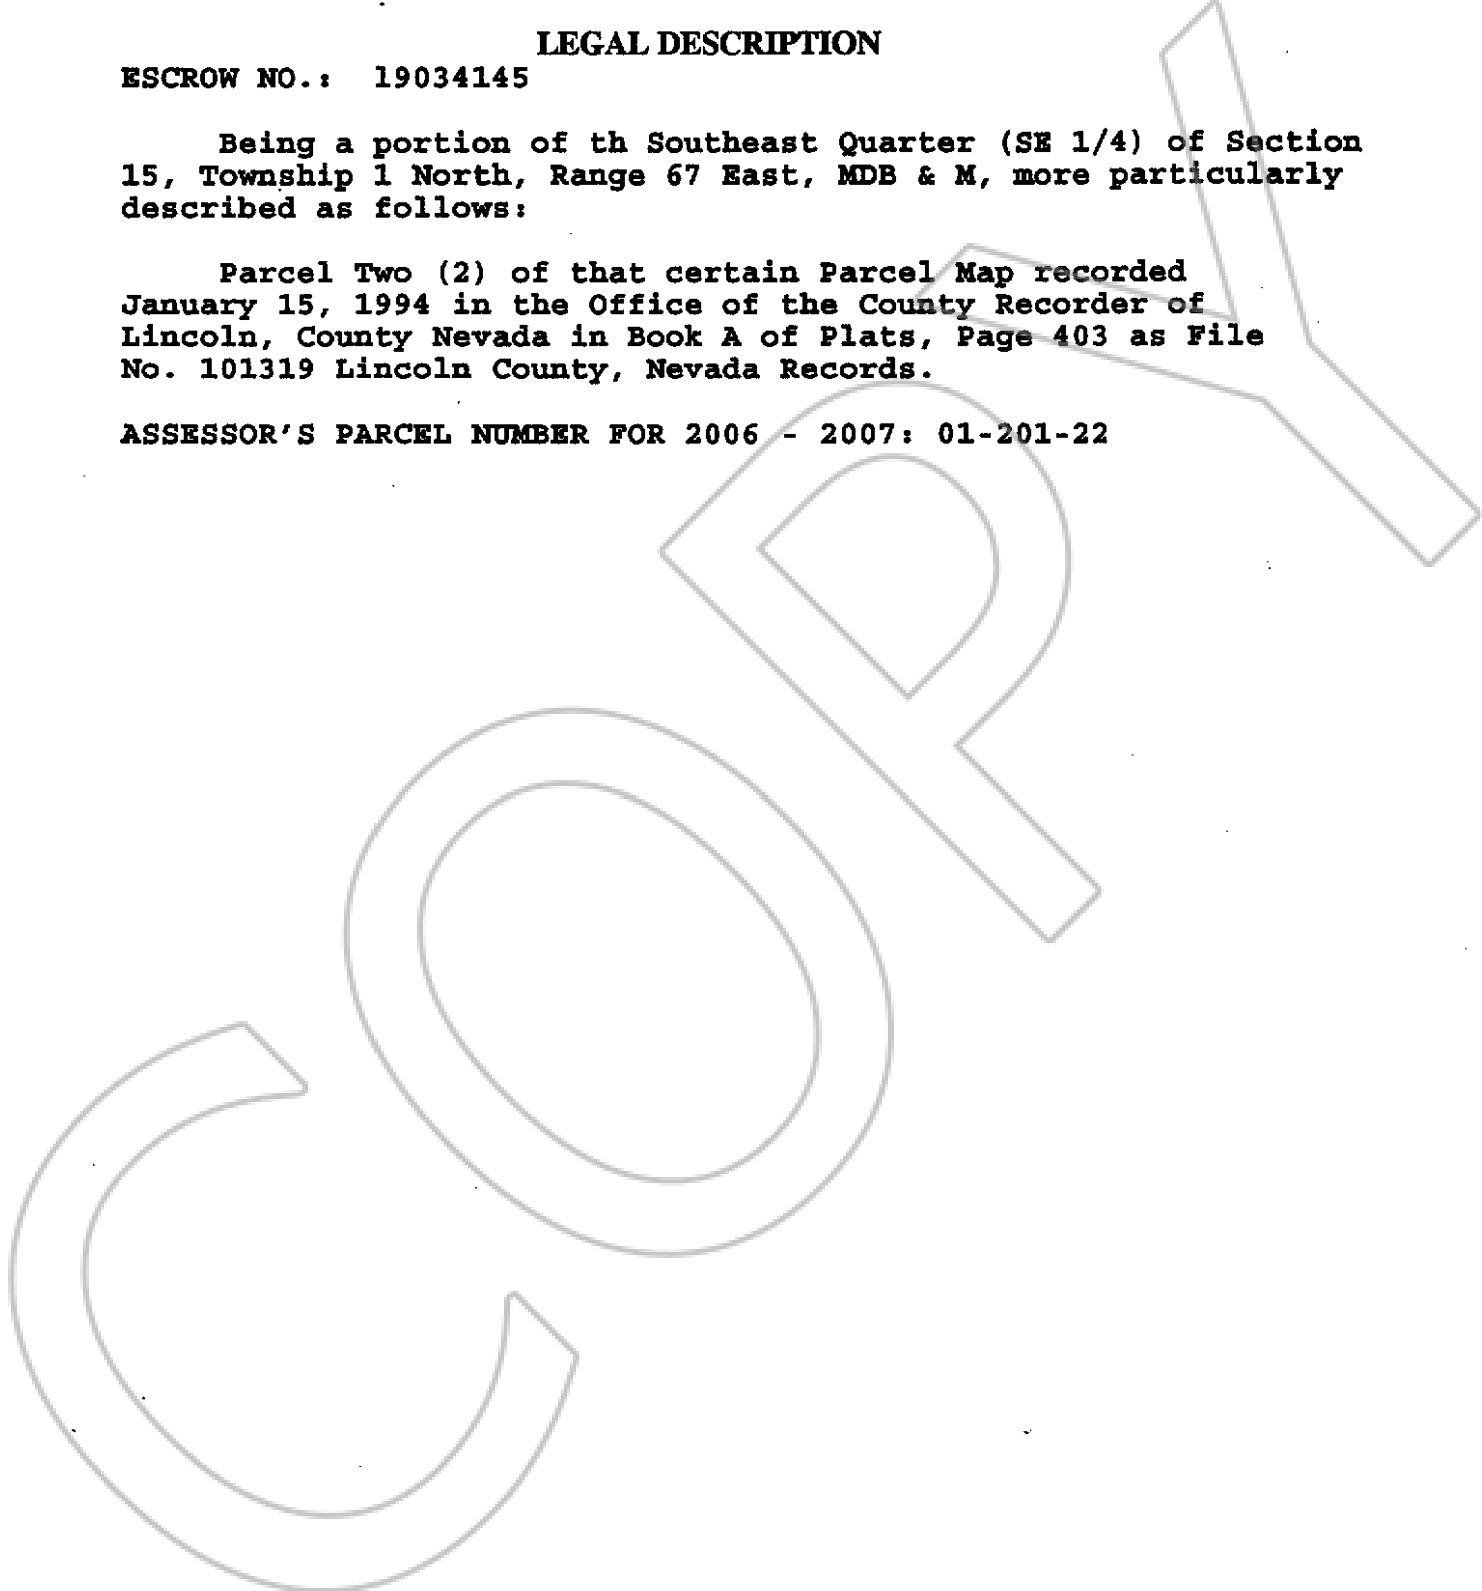 LEGAL DESCRIPTION
ESCROW NO.: 19034145
Being a portion of th Southeast Quarter (SE 1/4) of Section
15, Township 1 North, Range 67 East, MDB & M, more particularly
described as follows:
Parcel Two (2) of that certain Parcel Map recorded
January 15, 1994 in the Office of the County Recorder of
Lincoln, County Nevada in Book A of Plats, Page 403 as File
No. 101319 Lincoln County, Nevada Records.
ASSESSOR'S PARCEL NUMBER FOR 2006 - 2007: 01-201-22
COPY